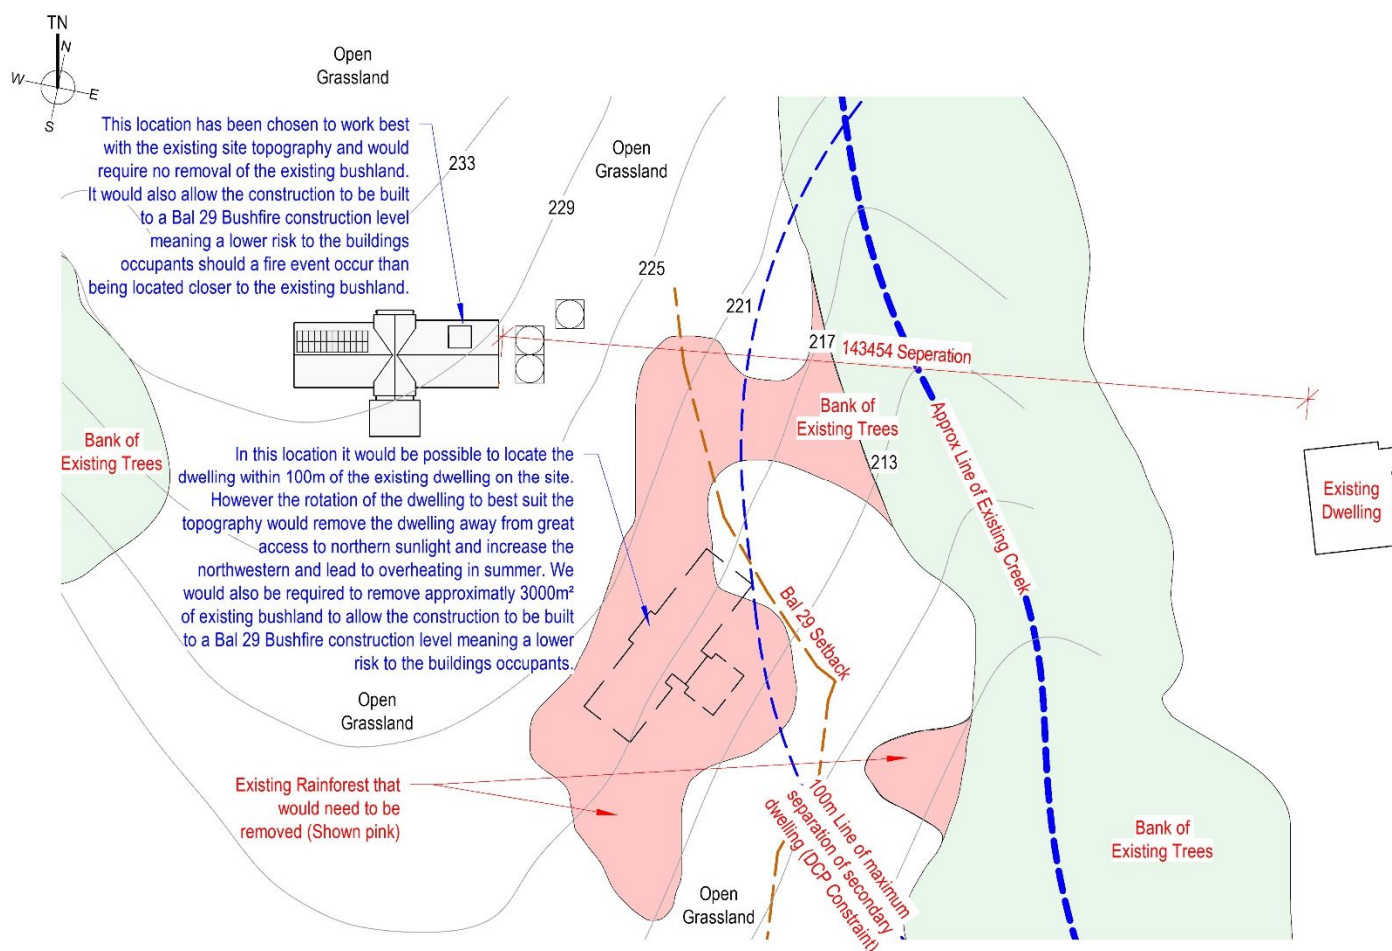 TN
N
W
E
S
Open
Grassland
This location has been chosen to work best
with the existing site topography and would
require no removal of the existing bushland.
It would also allow the construction to be built
to a Bal 29 Bushfire construction level
meaning a lower risk to the buildings
occupants should a fire event occur than
being located closer to the existing bushland.
233
229
225
221
217
213
Open
Grassland
143454 Seperation
Bank of
Existing Trees
Bank of
Existing Trees
Approx Line of Existing Creek
Existing
Dwelling
In this location it would be possible to locate the
dwelling within 100m of the existing dwelling on the site.
However the rotation of the dwelling to best suit the
topography would remove the dwelling away from great
access to northern sunlight and increase the
northwestern and lead to overheating in summer. We
would also be required to remove approximatly 3000m²
of existing bushland to allow the construction to be built
to a Bal 29 Bushfire construction level meaning a lower
risk to the buildings occupants.
Bal 29 Setback
Open
Grassland
Existing Rainforest that
would need to be
removed (Shown pink)
100m Line of maximum
separation of secondary
dwelling (DCP Constraint)
Bank of
Existing Trees
Open
Grassland